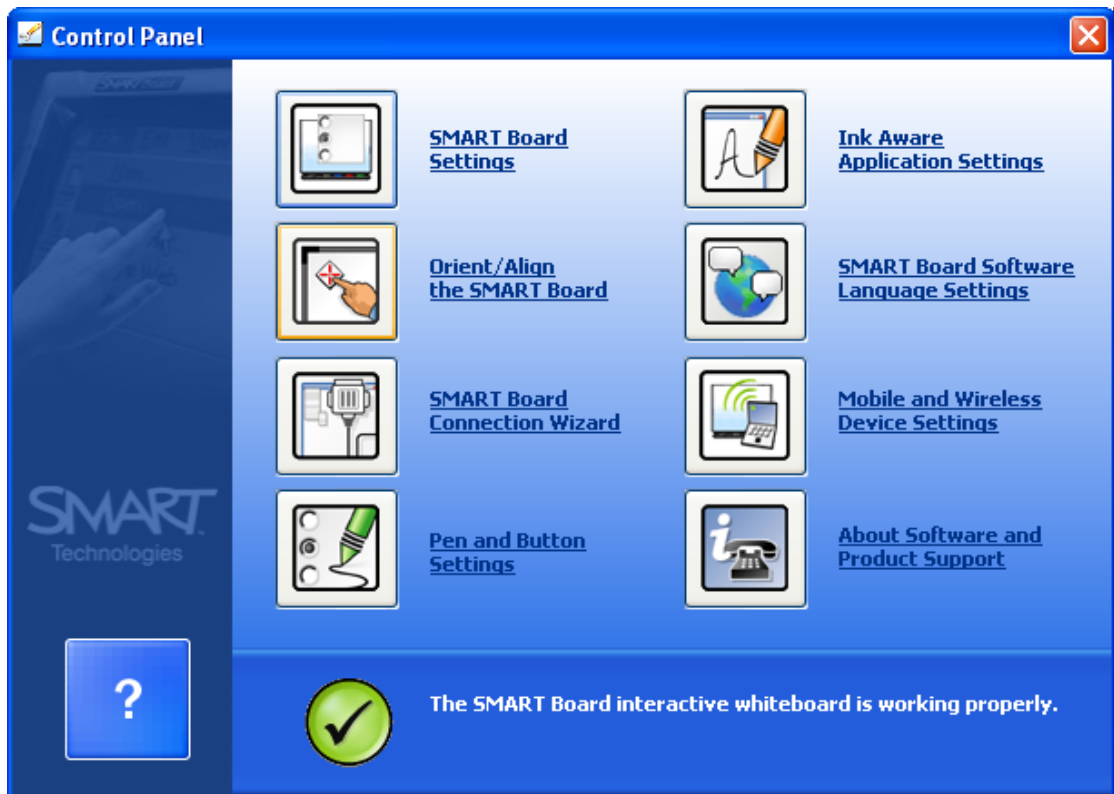 Control Panel
SMART Board
Settings
Ink Aware
Application Settings
Orient/Align
the SMART Board
SMART Board Software
Language Settings
SMART Board
Connection Wizard
Mobile and Wireless
Device Settings
Pen and Button
Settings
About Software and
Product Support
SMART
Technologies
?
The SMART Board interactive whiteboard is working properly.